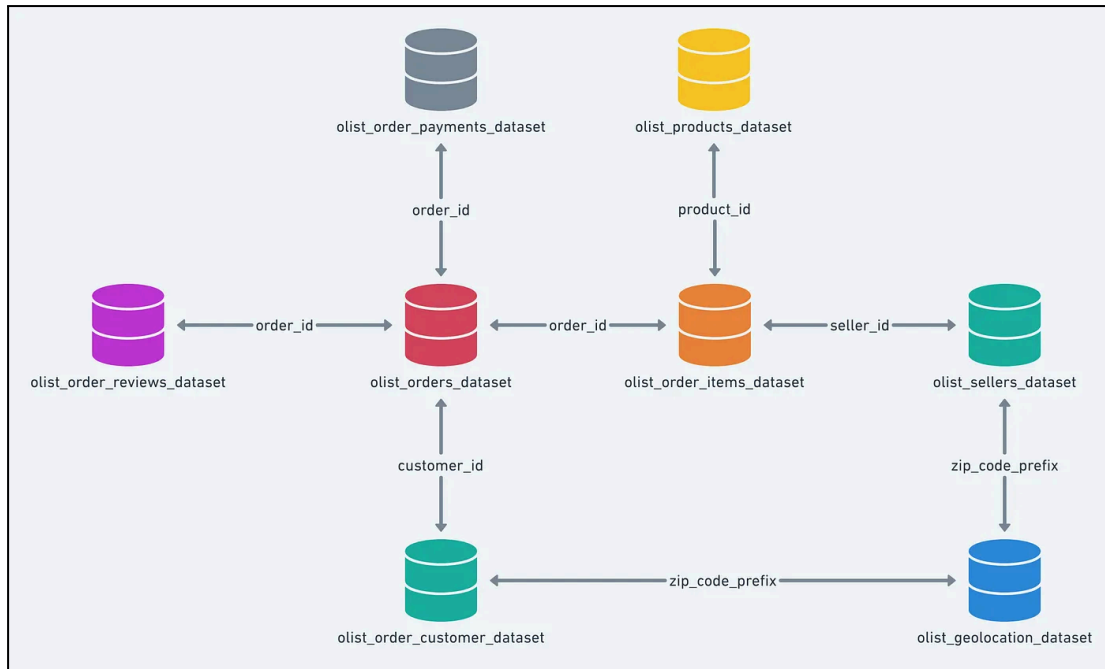 olist_order_payments_dataset
olist_products_dataset
order_id
product_id
order_id
order_id
seller_id
olist_order_reviews_dataset
olist_orders_dataset
olist_order_items_dataset
olist_sellers_dataset
customer_id
zip_code_prefix
zip_code_prefix
olist_order_customer_dataset
olist_geolocation_dataset